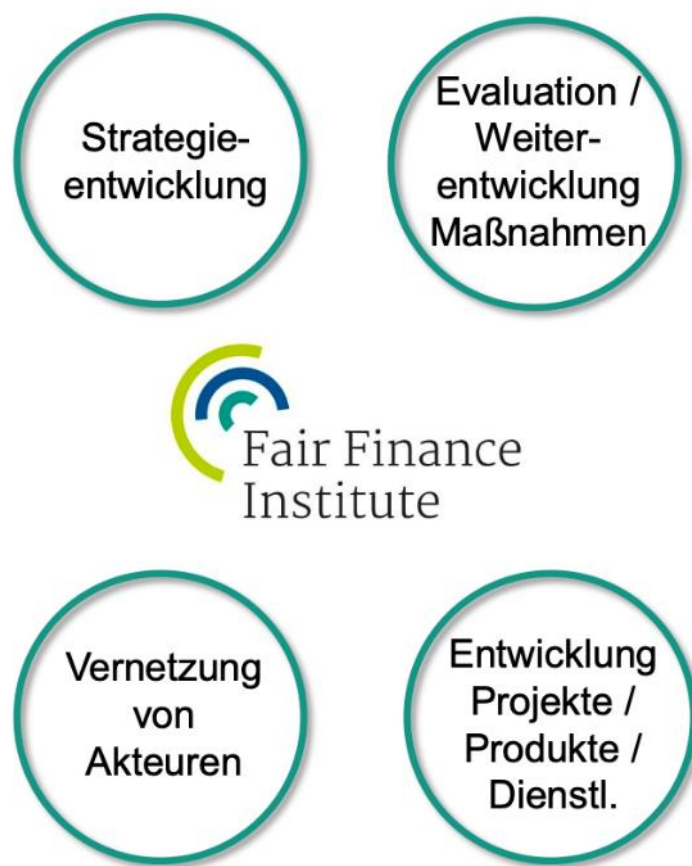 Strategie-
entwicklung
Evaluation /
Weiter-
entwicklung
Maßnahmen
Fair Finance
Institute
Vernetzung
von
Akteuren
Entwicklung
Projekte /
Produkte /
Dienstl.